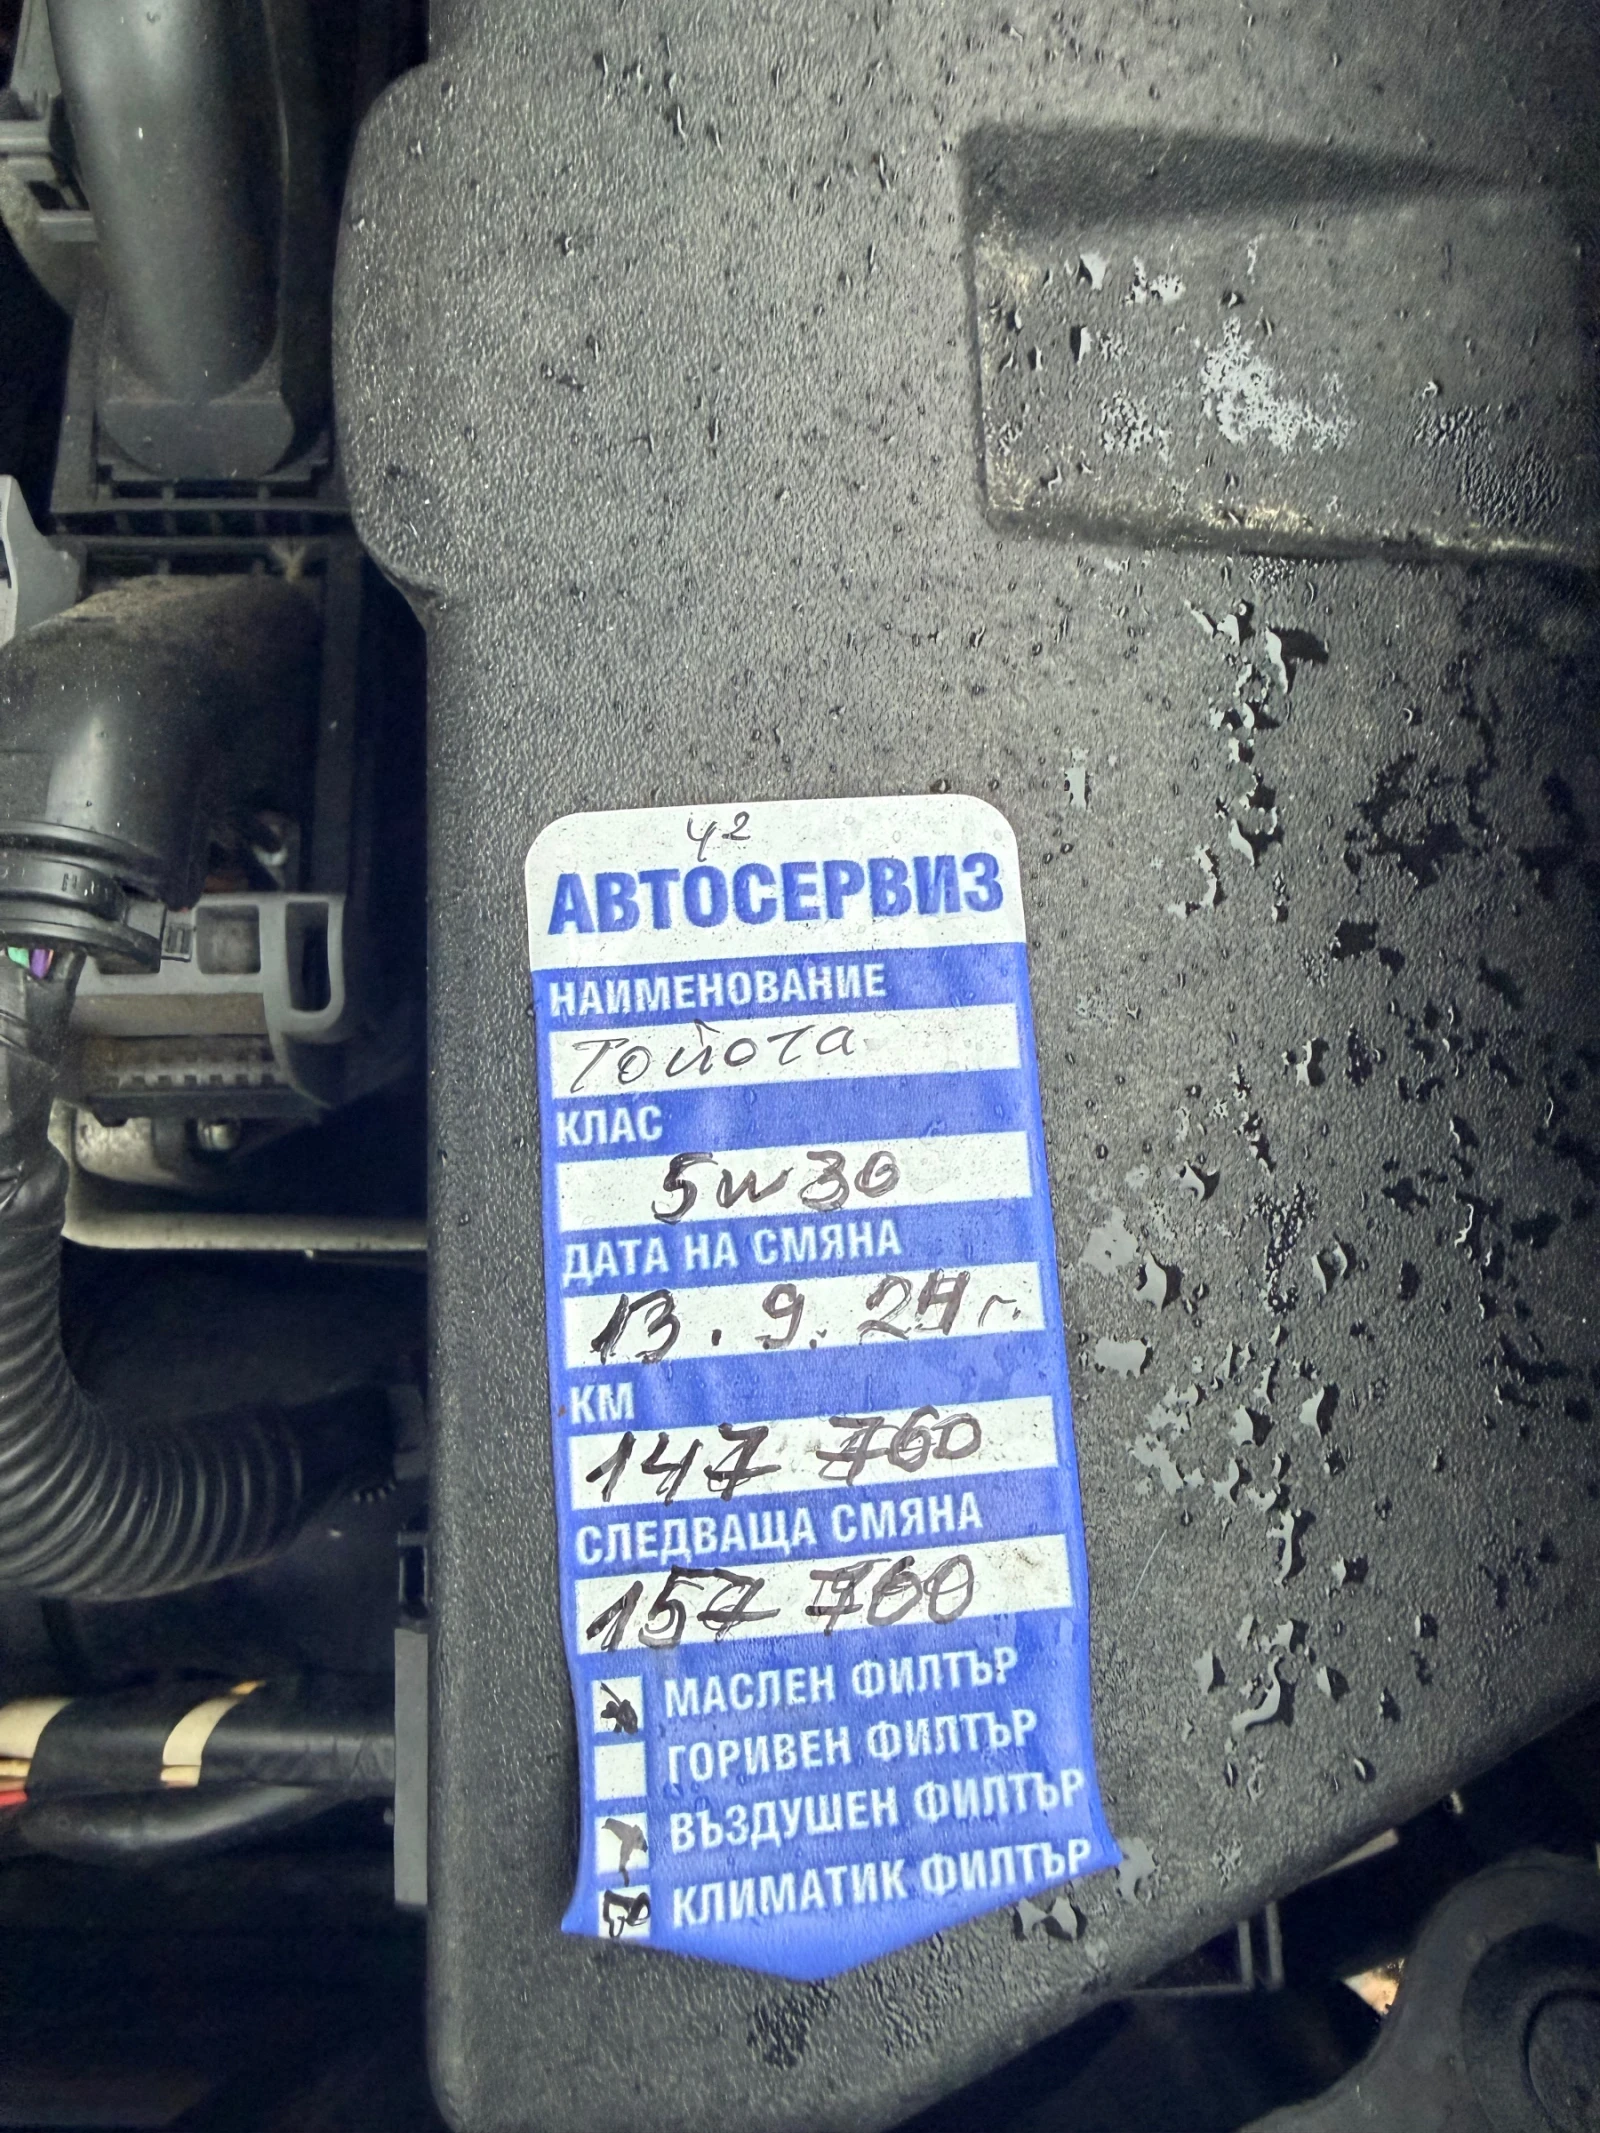 42
АВТОСЕРВИЗ
НАИМЕНОВАНИЕ
Тойота
КЛАС
5w30
ДАТА НА СМЯНА
13.9.24г.
КМ
147 760
СЛЕДВАЩА СМЯНА
157 760
МАСЛЕН ФИЛТЪР
ГОРИВЕН ФИЛТЪР
ВЪЗДУШЕН ФИЛТЪР
КЛИМАТИК ФИЛТЪР